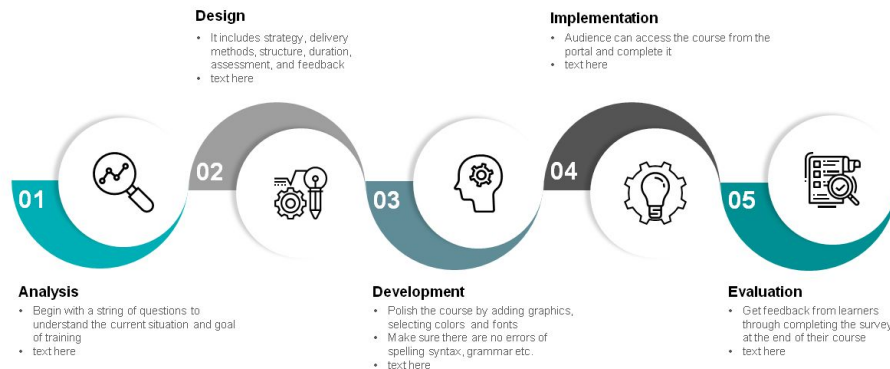 Design
• It includes strategy, delivery
methods, structure, duration,
assessment, and feedback
• text here
Implementation
• Audience can access the course from the
portal and complete it
• text here
01
02
03
04
05
Analysis
• Begin with a string of questions to
understand the current situation and goal
of training
• text here
Development
• Polish the course by adding graphics,
selecting colors and fonts
• Make sure there are no errors of
spelling syntax, grammar etc.
• text here
Evaluation
• Get feedback from learners
through completing the survey
at the end of their course
• text here